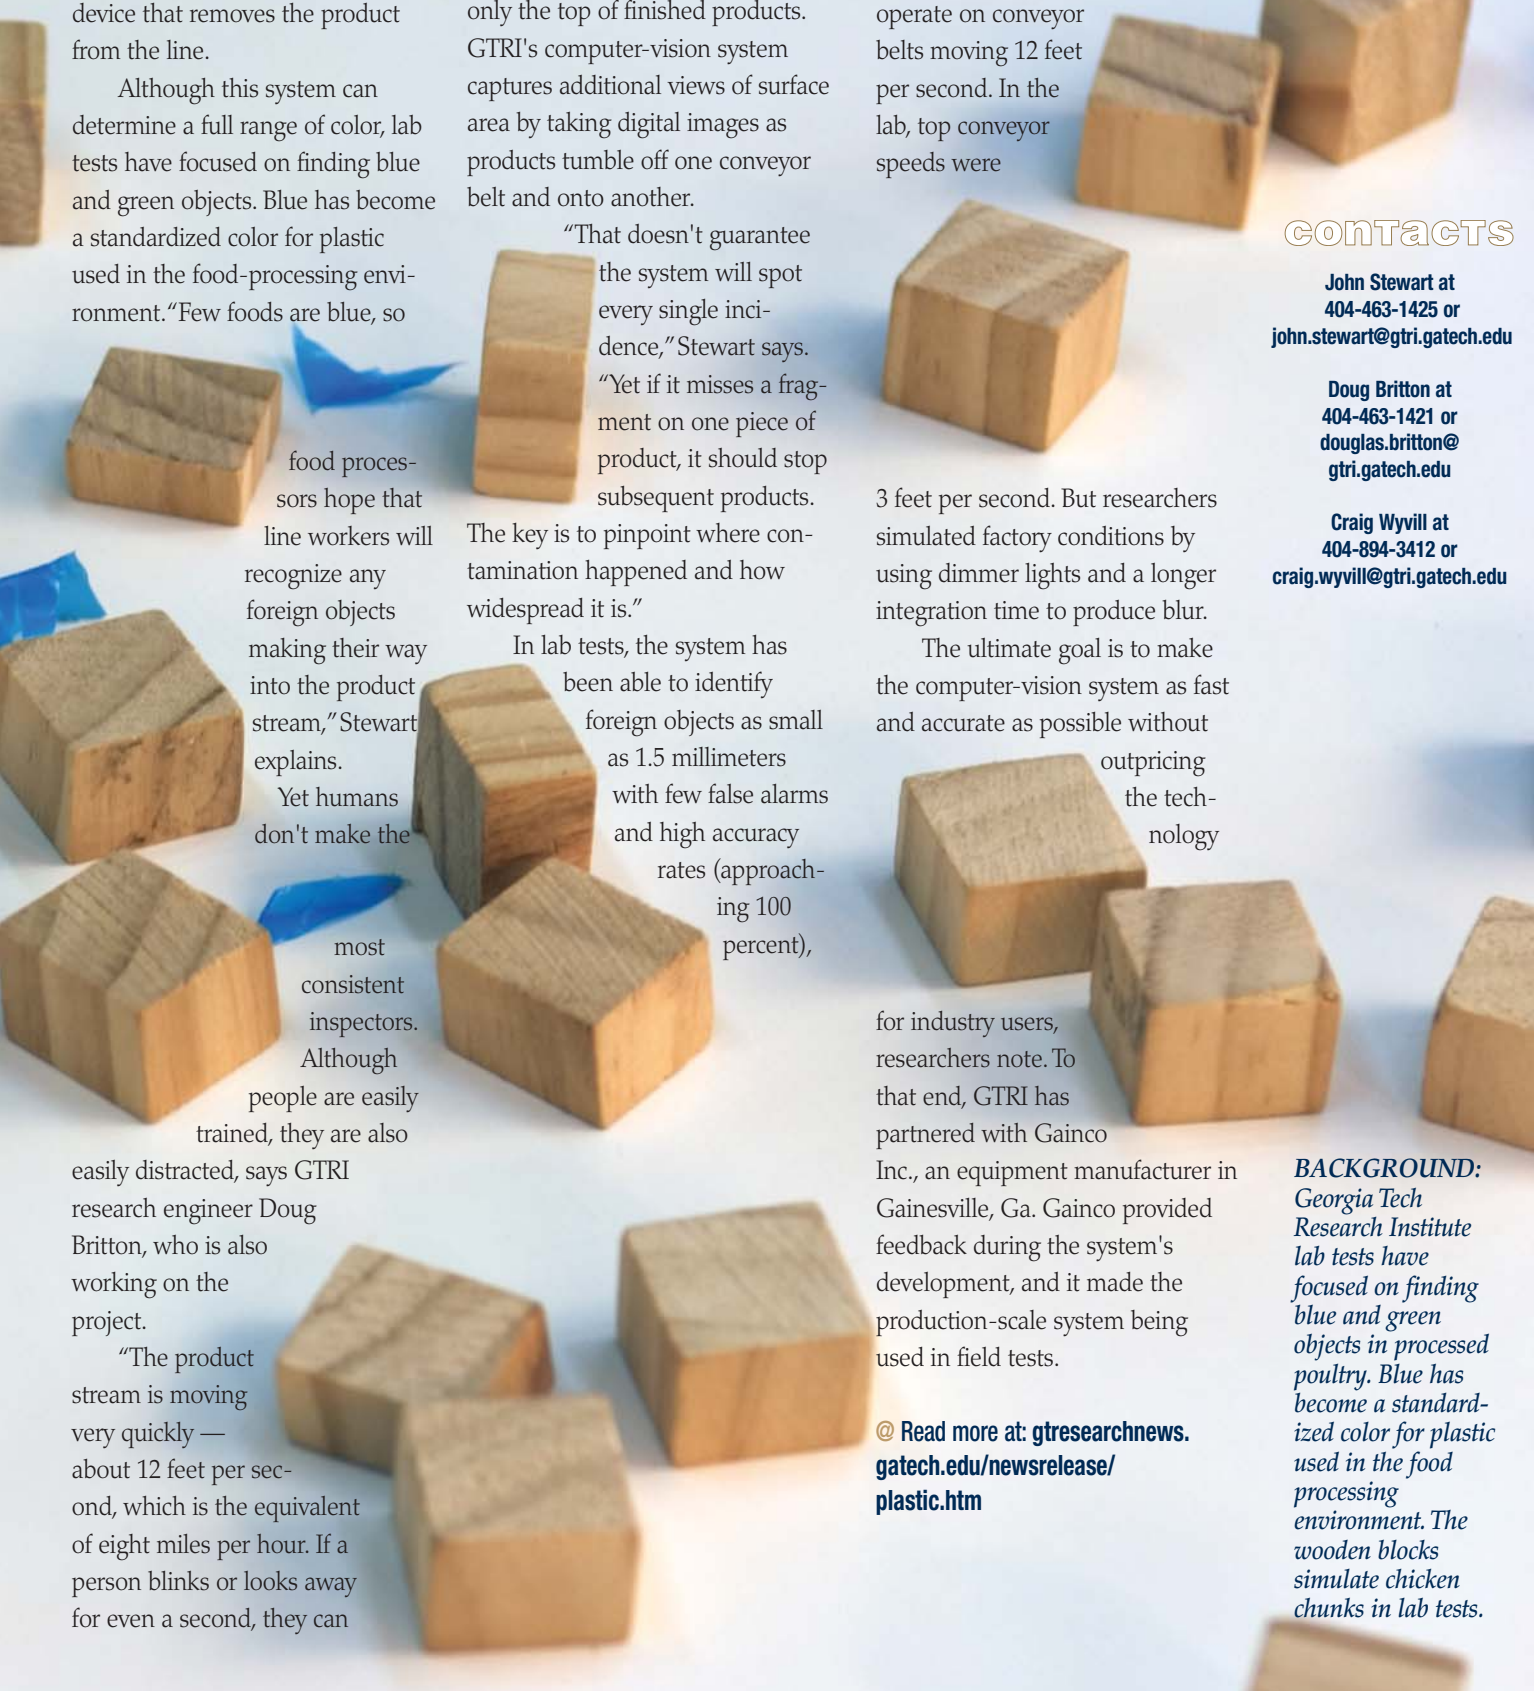 device that removes the product
from the line.
Although this system can
determine a full range of color, lab
tests have focused on finding blue
and green objects. Blue has become
a standardized color for plastic
used in the food-processing envi-
ronment. “Few foods are blue, so
food proces-
sors hope that
line workers will
recognize any
foreign objects
making their way
into the product
stream,” Stewart
explains.
Yet humans
don't make the
most
consistent
inspectors.
Although
people are easily
trained, they are also
easily distracted, says GTRI
research engineer Doug
Britton, who is also
working on the
project.
“The product
stream is moving
very quickly —
about 12 feet per sec-
ond, which is the equivalent
of eight miles per hour. If a
person blinks or looks away
for even a second, they can
only the top of finished products.
GTRI's computer-vision system
captures additional views of surface
area by taking digital images as
products tumble off one conveyor
belt and onto another.
“That doesn't guarantee
the system will spot
every single inci-
dence,” Stewart says.
“Yet if it misses a frag-
ment on one piece of
product, it should stop
subsequent products.
The key is to pinpoint where con-
tamination happened and how
widespread it is.”
In lab tests, the system has
been able to identify
foreign objects as small
as 1.5 millimeters
with few false alarms
and high accuracy
rates (approach-
ing 100
percent),
operate on conveyor
belts moving 12 feet
per second. In the
lab, top conveyor
speeds were
3 feet per second. But researchers
simulated factory conditions by
using dimmer lights and a longer
integration time to produce blur.
The ultimate goal is to make
the computer-vision system as fast
and accurate as possible without
outpricing
the tech-
nology
for industry users,
researchers note. To
that end, GTRI has
partnered with Gainco
Inc., an equipment manufacturer in
Gainesville, Ga. Gainco provided
feedback during the system's
development, and it made the
production-scale system being
used in field tests.
@ Read more at: gtresearchnews.
gatech.edu/newsrelease/
plastic.htm
conTacTs
John Stewart at
404-463-1425 or
john.stewart@gtri.gatech.edu
Doug Britton at
404-463-1421 or
douglas.britton@
gtri.gatech.edu
Craig Wyvill at
404-894-3412 or
craig.wyvill@gtri.gatech.edu
BACKGROUND:
Georgia Tech
Research Institute
lab tests have
focused on finding
blue and green
objects in processed
poultry. Blue has
become a standard-
ized color for plastic
used in the food
processing
environment. The
wooden blocks
simulate chicken
chunks in lab tests.